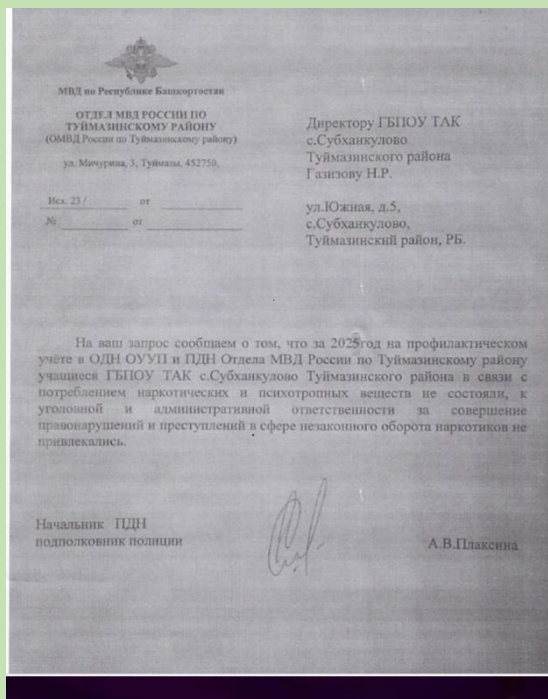 МВД по Республике Башкортостан
ОТДЕЛ МВД РОССИИ ПО
ТУЙМАЗИНСКОМУ РАЙОНУ
(ОМВД России по Туймазинскому району)
ул. Мичурина, 3, Туймазы, 452750,
Исх. 23 / от
№ от
Директору ГБПОУ ТАК
с.Субханкулово
Туймазинского района
Газизову Н.Р.
ул.Южная, д.5,
с.Субханкулово,
Туймазинский район, РБ.
На ваш запрос сообщаем о том, что за 2025год на профилактическом
учёте в ОДН ОУУП и ПДН Отдела МВД России по Туймазинскому району
учащиеся ГБПОУ ТАК с.Субханкулово Туймазинского района в связи с
потреблением наркотических и психотропных веществ не состояли, к
уголовной и административной ответственности за совершение
правонарушений и преступлений в сфере незаконного оборота наркотиков не
привлекались.
Начальник ПДН
подполковник полиции
А.В.Плаксина